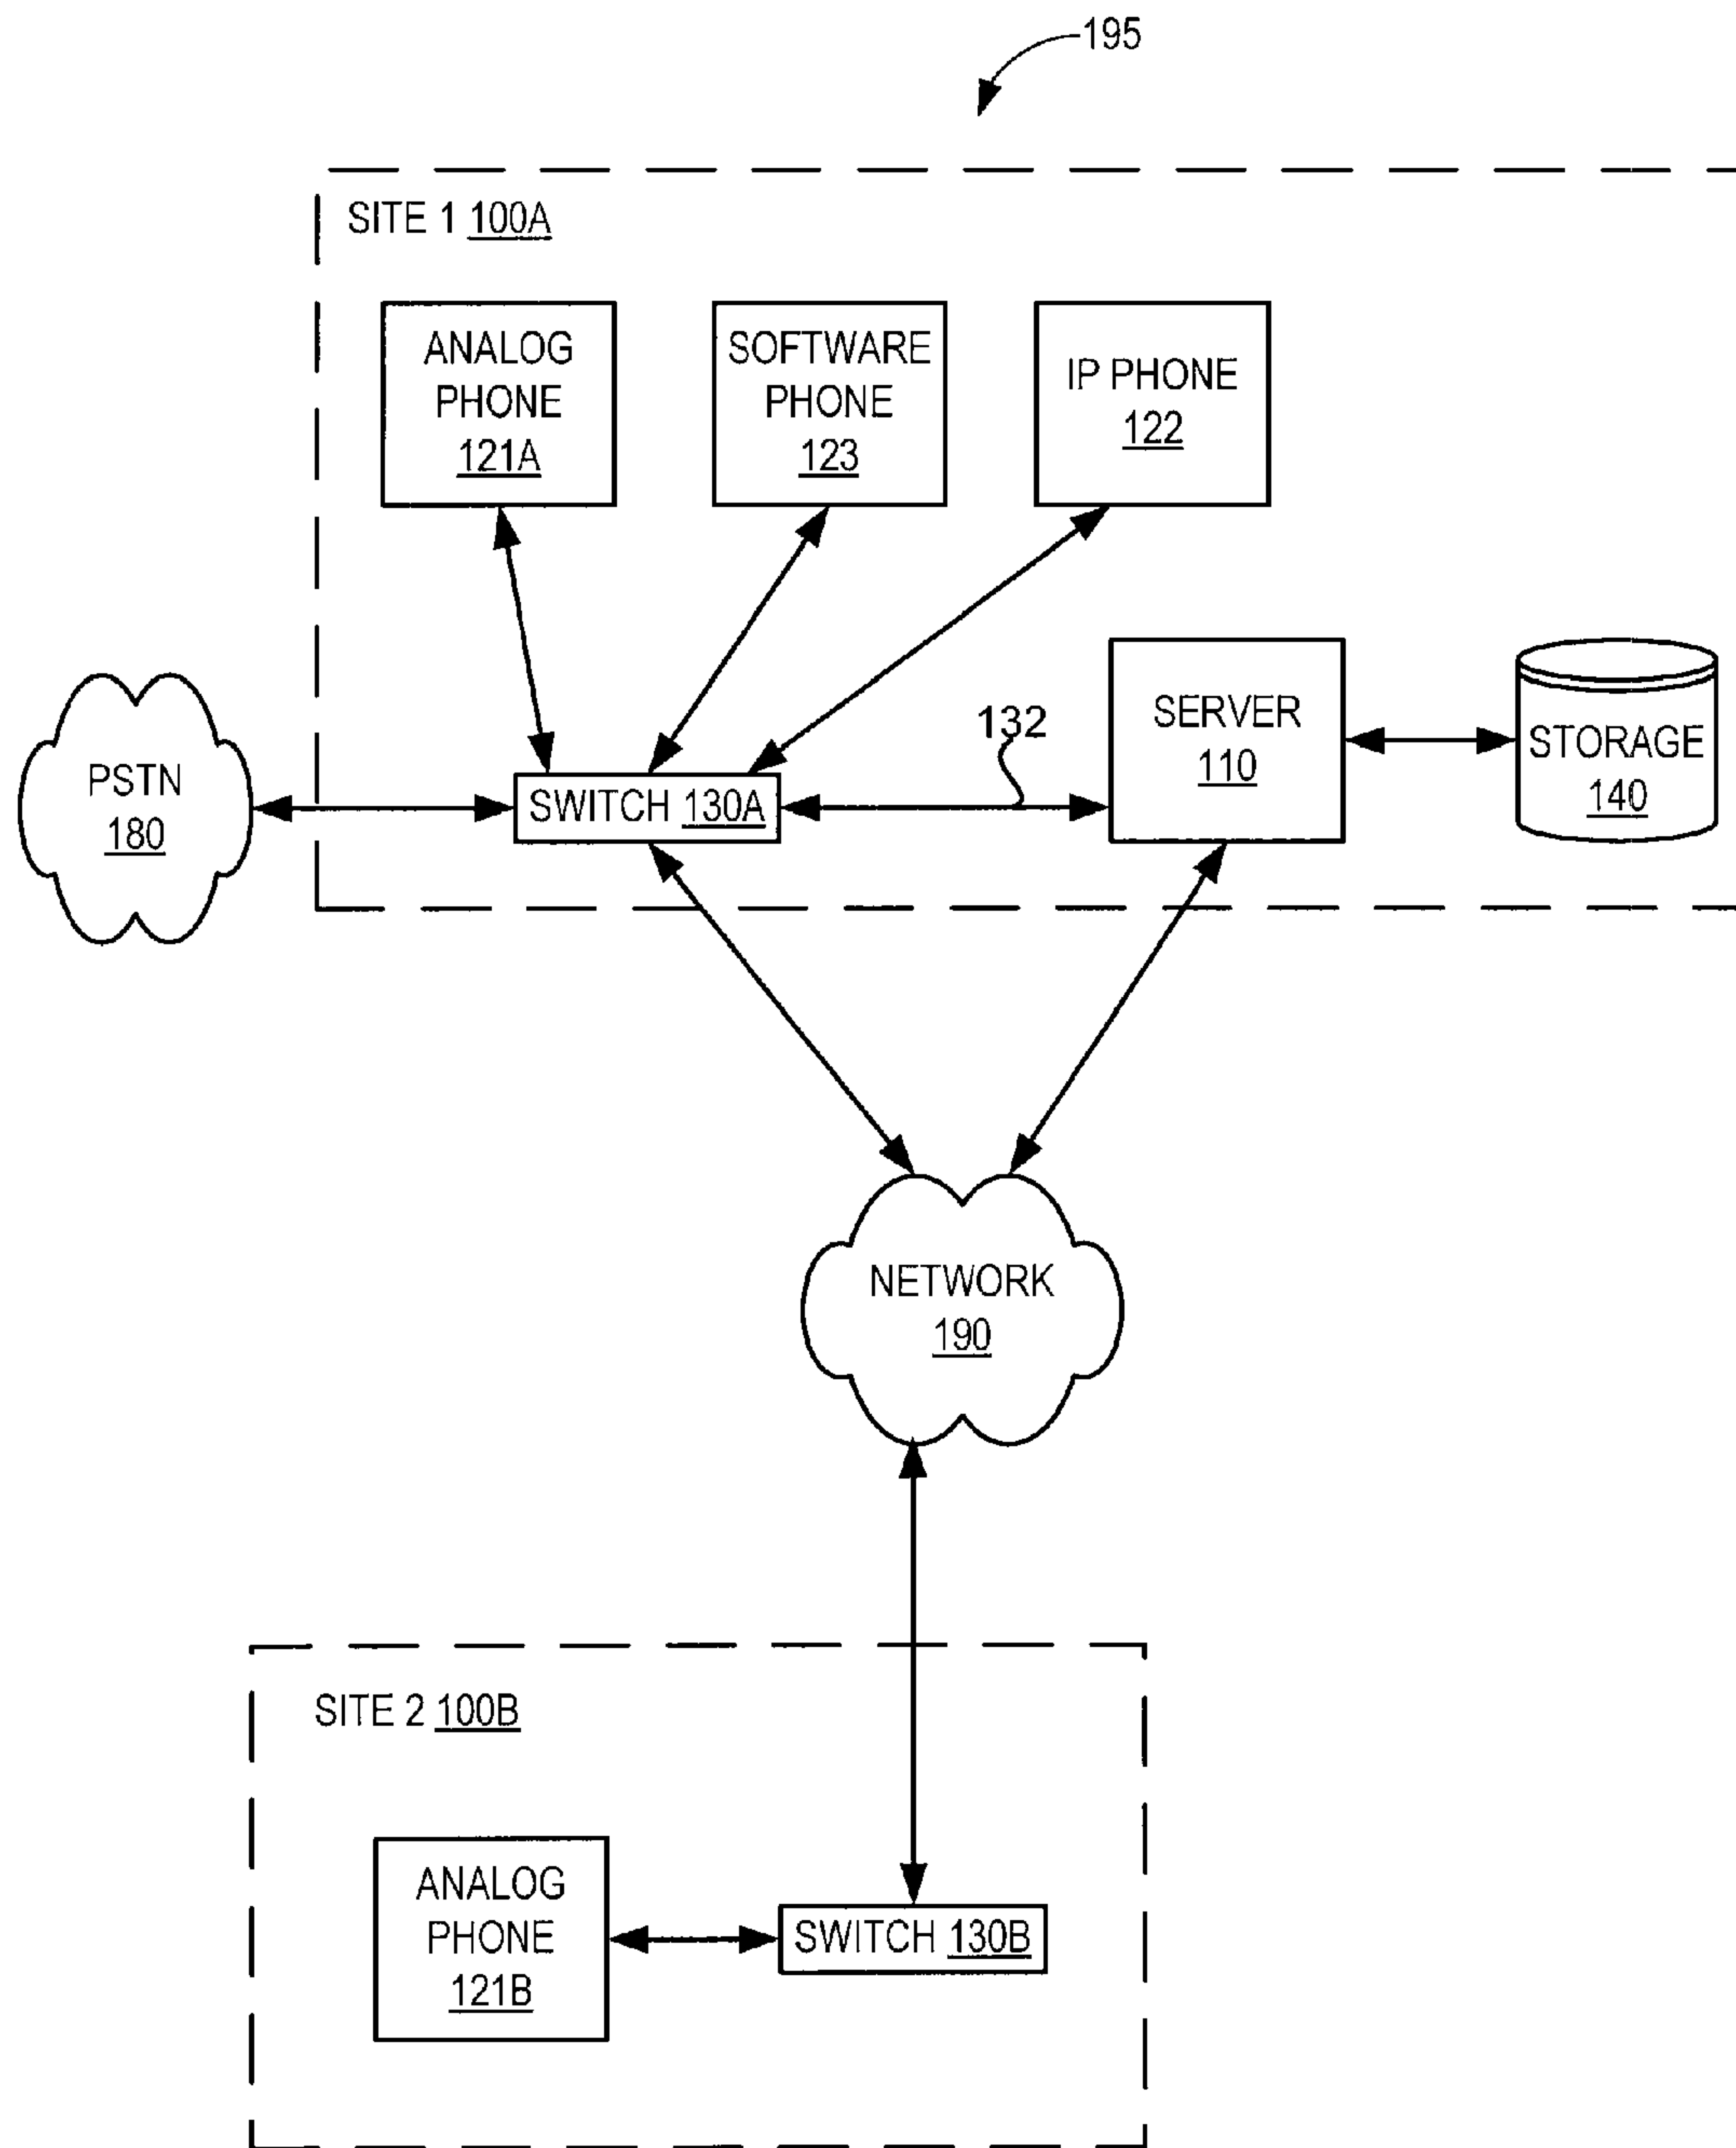 195
SITE 1 100A
ANALOG
PHONE
121A
SOFTWARE
PHONE
123
IP PHONE
122
132
SERVER
110
STORAGE
140
PSTN
180
SWITCH 130A
NETWORK
190
SITE 2 100B
ANALOG
PHONE
121B
SWITCH 130B